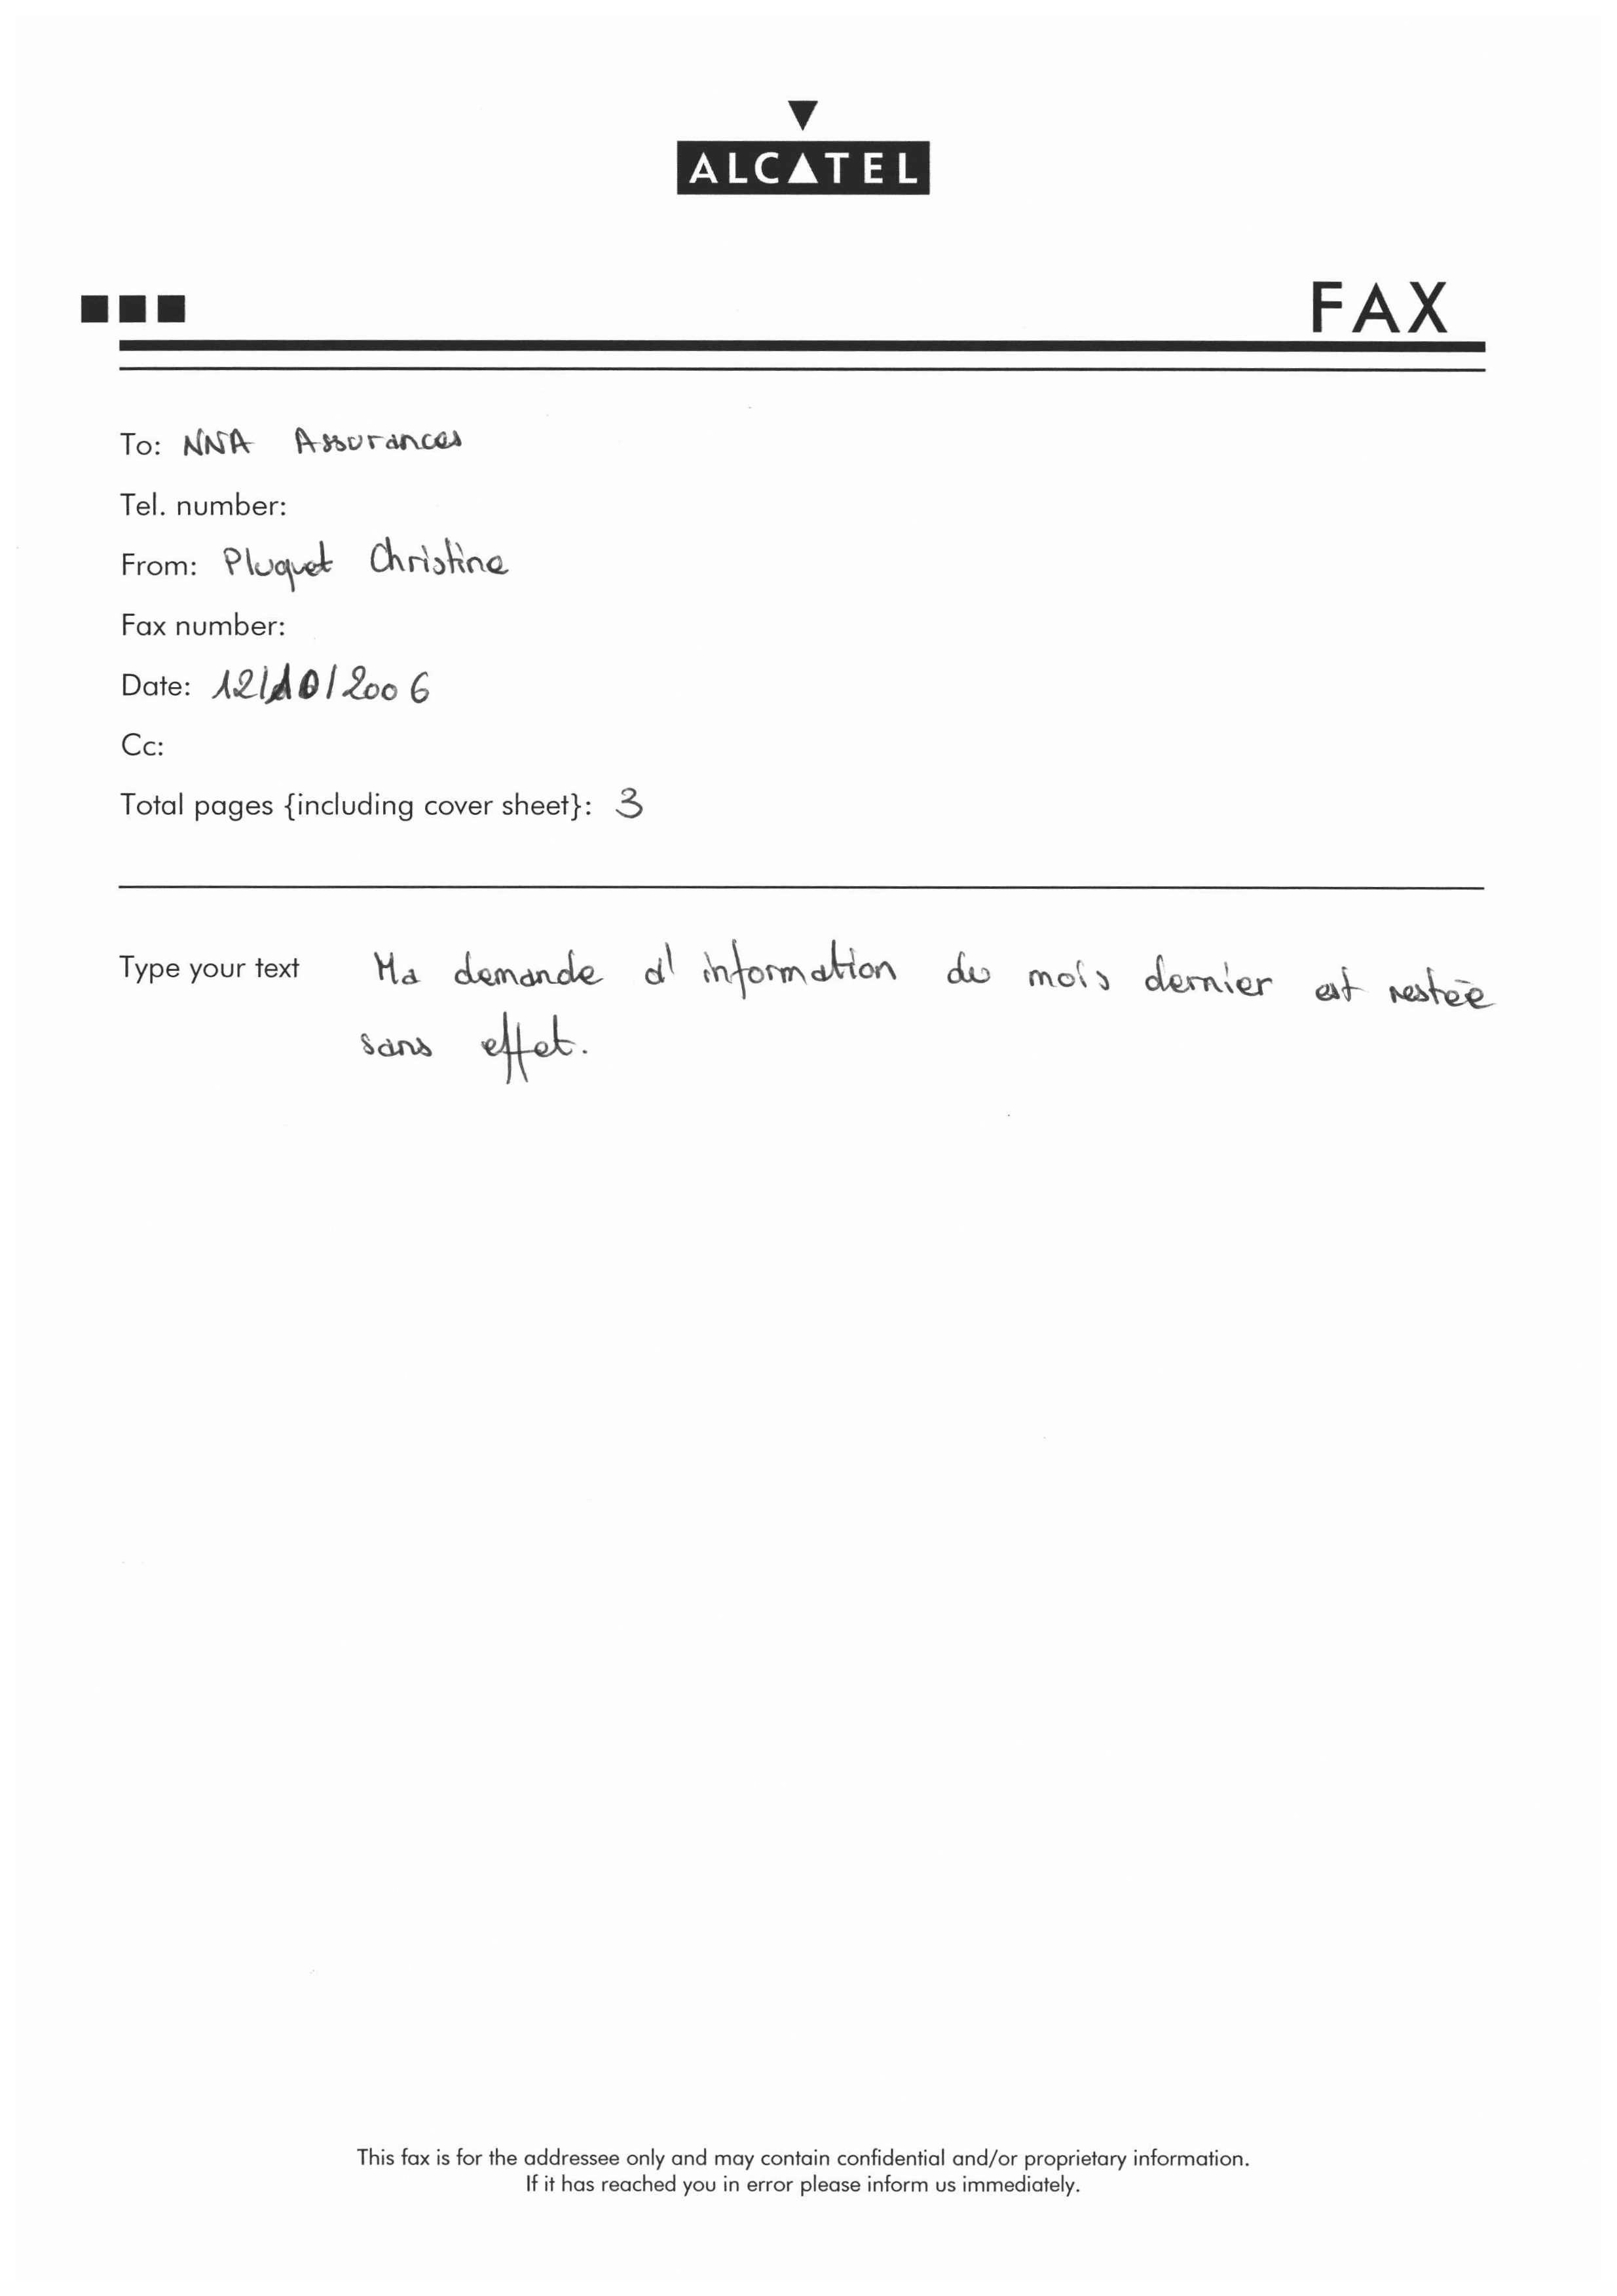 ALCATEL
FAX
To: NNA Assurances
Tel. number:
From: Pluquet Christine
Fax number:
Date: 12/10/2006
Cc:
Total pages {including cover sheet}: 3
Type your text Ma demande d'information du mois dernier est restée
sans effet.
This fax is for the addressee only and may contain confidential and/or proprietary information.
If it has reached you in error please inform us immediately.